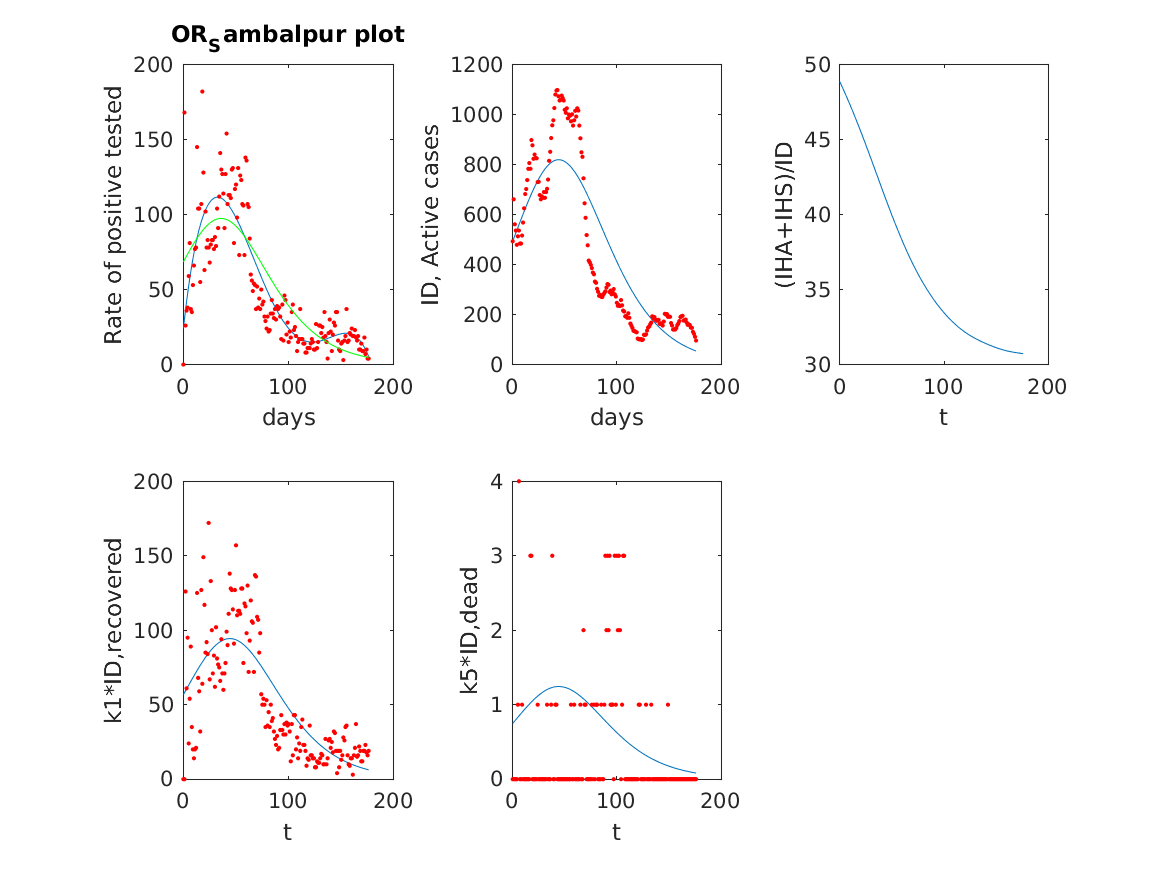 OR_Sambalpur plot
200
150
100
50
0
0 100 200
days
Rate of positive tested
1200
1000
800
600
400
200
0
0 100 200
days
ID, Active cases
50
45
40
35
30
0 100 200
t
(IHA+IHS)/ID
200
150
100
50
0
0 100 200
t
k1*ID,recovered
4
3
2
1
0
0 100 200
t
k5*ID,dead